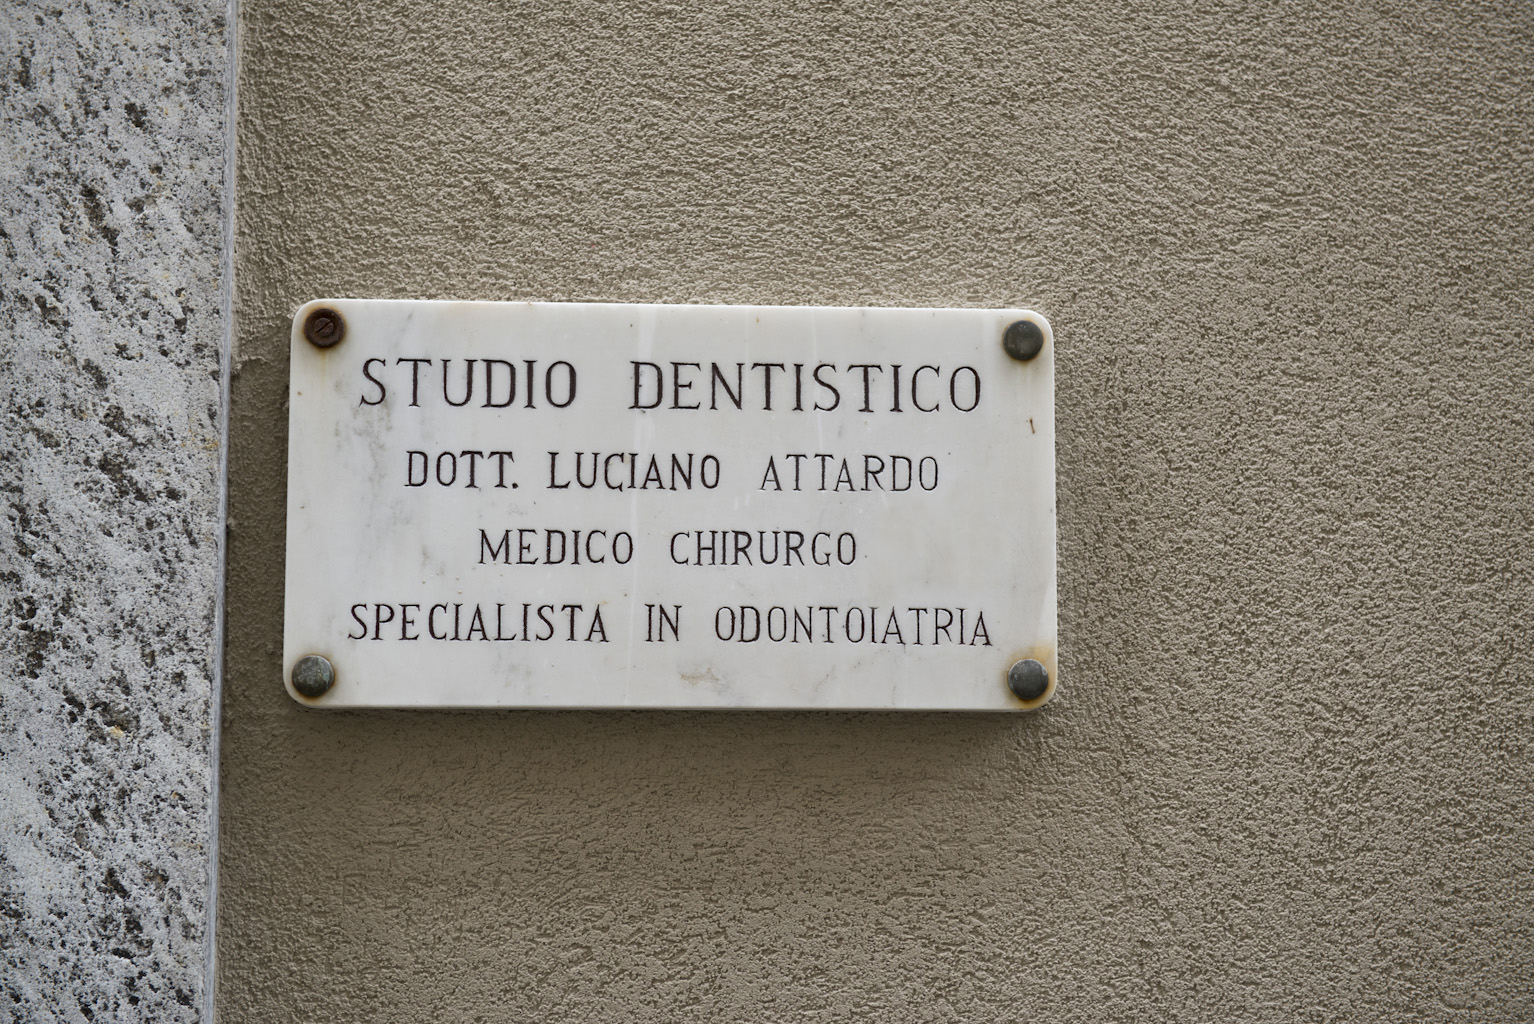 STUDIO DENTISTICO
DOTT. LUCIANO ATTARDO
MEDICO CHIRURGO
SPECIALISTA IN ODONTOIATRIA